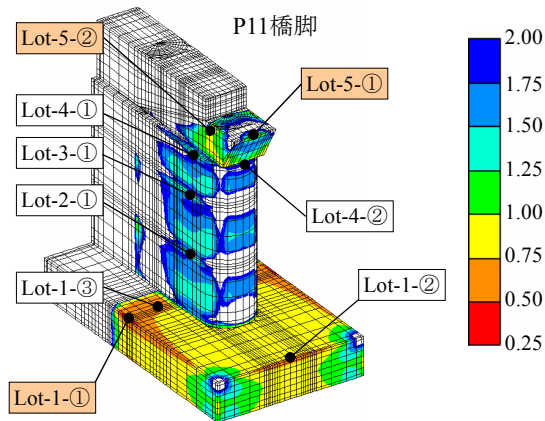 P11橋脚
Lot-5-②
Lot-5-①
Lot-4-①
Lot-3-①
Lot-2-①
Lot-4-②
Lot-1-③
Lot-1-②
Lot-1-①
2.00
1.75
1.50
1.25
1.00
0.75
0.50
0.25